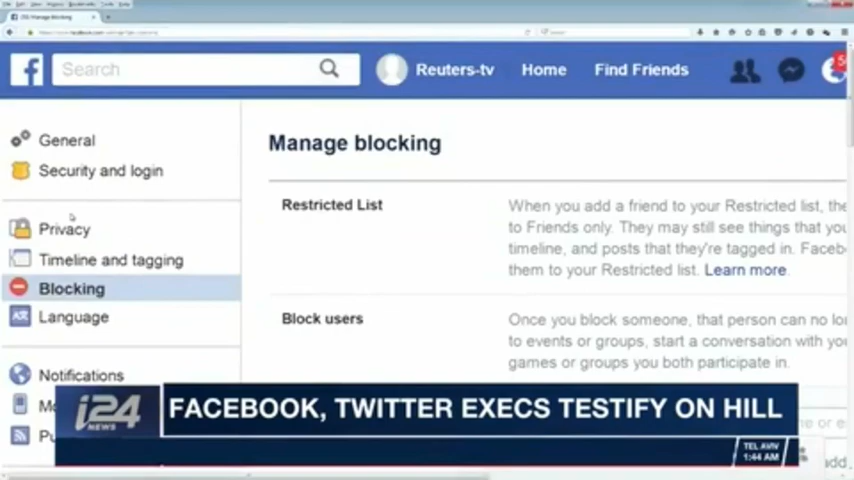 Manage blocking
Search
Reuters-tv
Home
Find Friends
General
Security and login
Privacy
Timeline and tagging
Blocking
Language
Notifications
Manage blocking
Restricted List
When you add a friend to your Restricted list, the
to Friends only. They may still see things that you
timeline, and posts that they're tagged in. Faceb
them to your Restricted list. Learn more.
Block users
Once you block someone, that person can no lon
to events or groups, start a conversation with you
games or groups you both participate in.
i24
NEWS
FACEBOOK, TWITTER EXECS TESTIFY ON HILL
TEL AVIV
1:44 AM